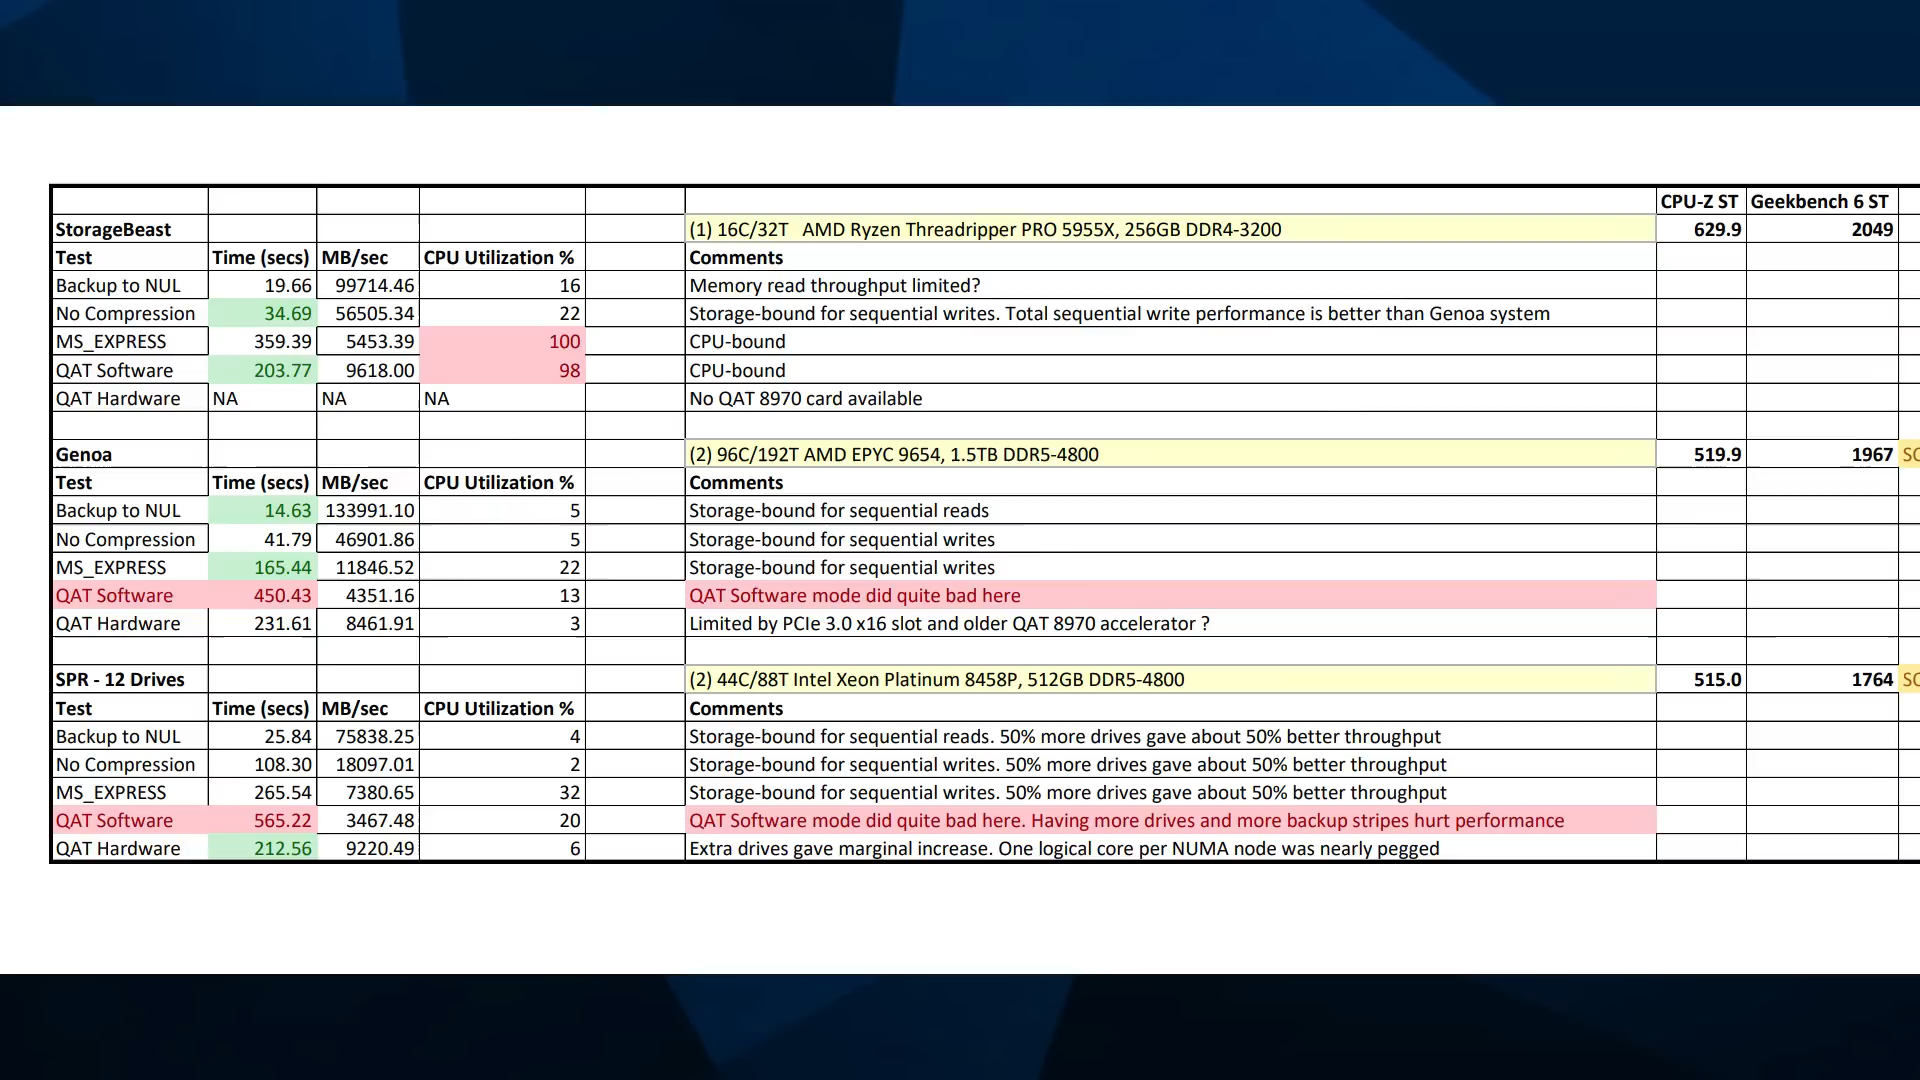 CPU-Z ST Geekbench 6 ST
StorageBeast (1) 16C/32T AMD Ryzen Threadripper PRO 5955X, 256GB DDR4-3200 629.9 2049
Test Time (secs) MB/sec CPU Utilization % Comments
Backup to NUL 19.66 99714.46 16 Memory read throughput limited?
No Compression 34.69 56505.34 22 Storage-bound for sequential writes. Total sequential write performance is better than Genoa system
MS_EXPRESS 359.39 5453.39 100 CPU-bound
QAT Software 203.77 9618.00 98 CPU-bound
QAT Hardware NA NA NA No QAT 8970 card available
Genoa (2) 96C/192T AMD EPYC 9654, 1.5TB DDR5-4800 519.9 1967
Test Time (secs) MB/sec CPU Utilization % Comments
Backup to NUL 14.63 133991.10 5 Storage-bound for sequential reads
No Compression 41.79 46901.86 5 Storage-bound for sequential writes
MS_EXPRESS 165.44 11846.52 22 Storage-bound for sequential writes
QAT Software 450.43 4351.16 13 QAT Software mode did quite bad here
QAT Hardware 231.61 8461.91 3 Limited by PCIe 3.0 x16 slot and older QAT 8970 accelerator ?
SPR - 12 Drives (2) 44C/88T Intel Xeon Platinum 8458P, 512GB DDR5-4800 515.0 1764
Test Time (secs) MB/sec CPU Utilization % Comments
Backup to NUL 25.84 75838.25 4 Storage-bound for sequential reads. 50% more drives gave about 50% better throughput
No Compression 108.30 18097.01 2 Storage-bound for sequential writes. 50% more drives gave about 50% better throughput
MS_EXPRESS 265.54 7380.65 32 Storage-bound for sequential writes. 50% more drives gave about 50% better throughput
QAT Software 565.22 3467.48 20 QAT Software mode did quite bad here. Having more drives and more backup stripes hurt performance
QAT Hardware 212.56 9220.49 6 Extra drives gave marginal increase. One logical core per NUMA node was nearly pegged